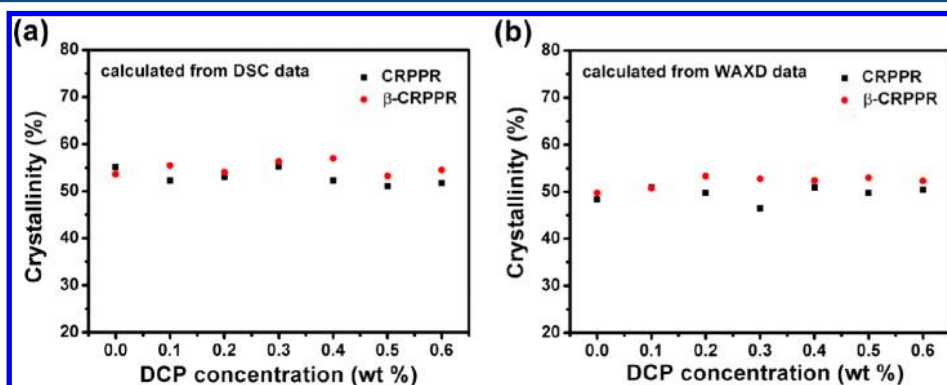 (a)
80
70
60
50
40
30
20
Crystallinity (%)
calculated from DSC data
CRPPR
β-CRPPR
0.0 0.1 0.2 0.3 0.4 0.5 0.6
DCP concentration (wt %)
(b)
80
70
60
50
40
30
20
Crystallinity (%)
calculated from WAXD data
CRPPR
β-CRPPR
0.0 0.1 0.2 0.3 0.4 0.5 0.6
DCP concentration (wt %)